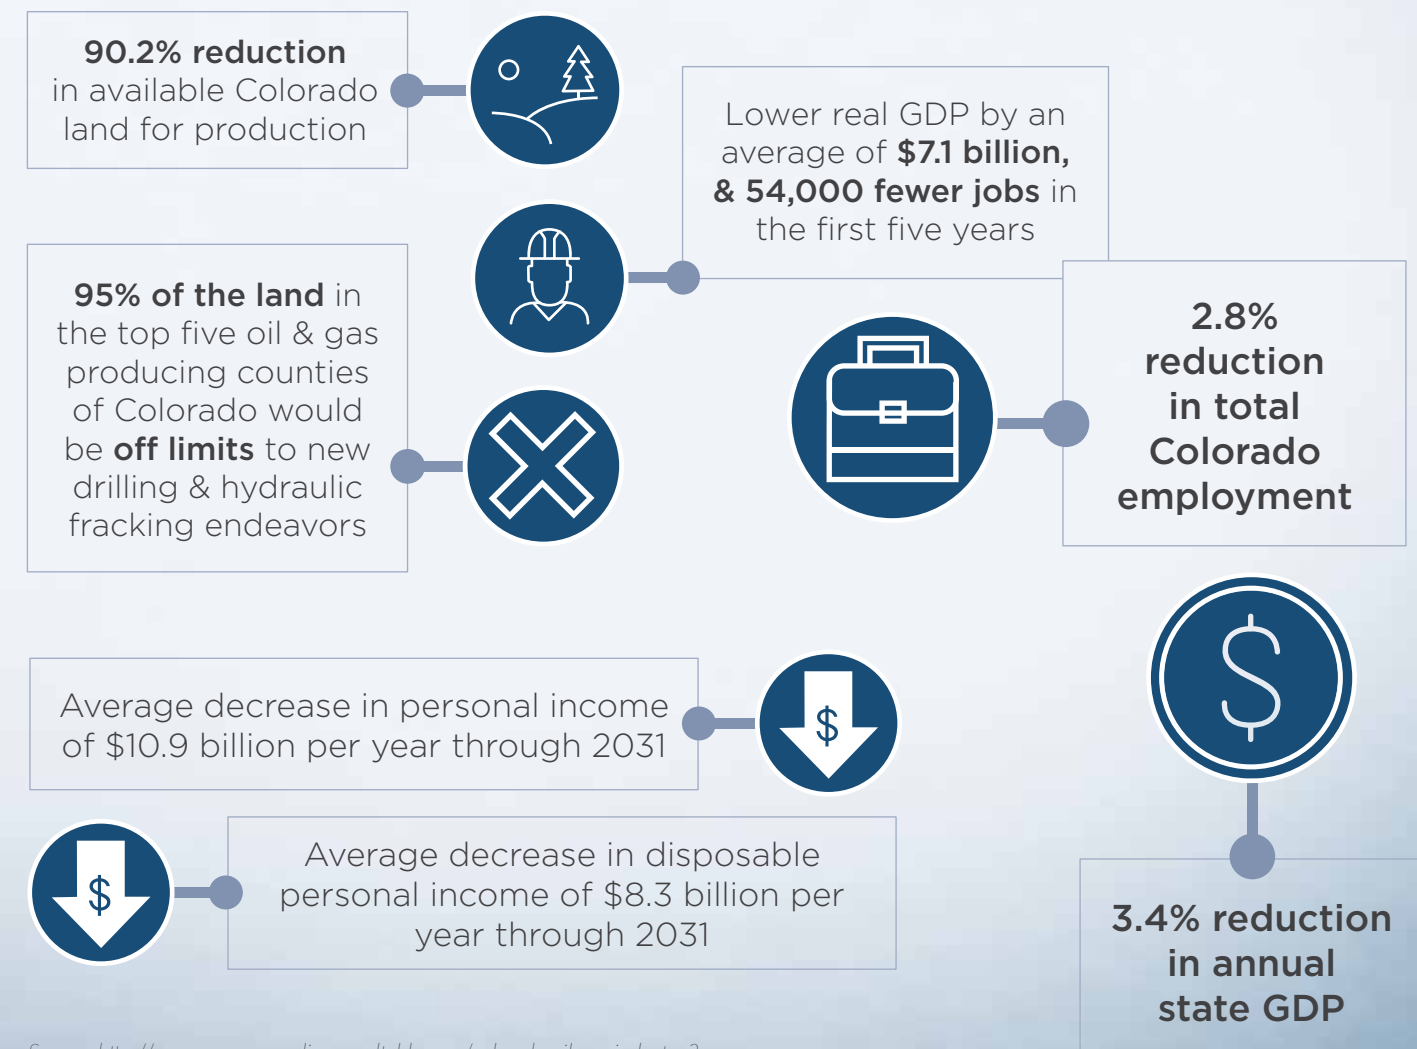 90.2% reduction
in available Colorado
land for production
Lower real GDP by an
average of $7.1 billion,
& 54,000 fewer jobs in
the first five years
95% of the land in
the top five oil & gas
producing counties
of Colorado would
be off limits to new
drilling & hydraulic
fracking endeavors
2.8%
reduction
in total
Colorado
employment
$
Average decrease in personal income
of $10.9 billion per year through 2031
$
$
Average decrease in disposable
personal income of $8.3 billion per
year through 2031
3.4% reduction
in annual
state GDP